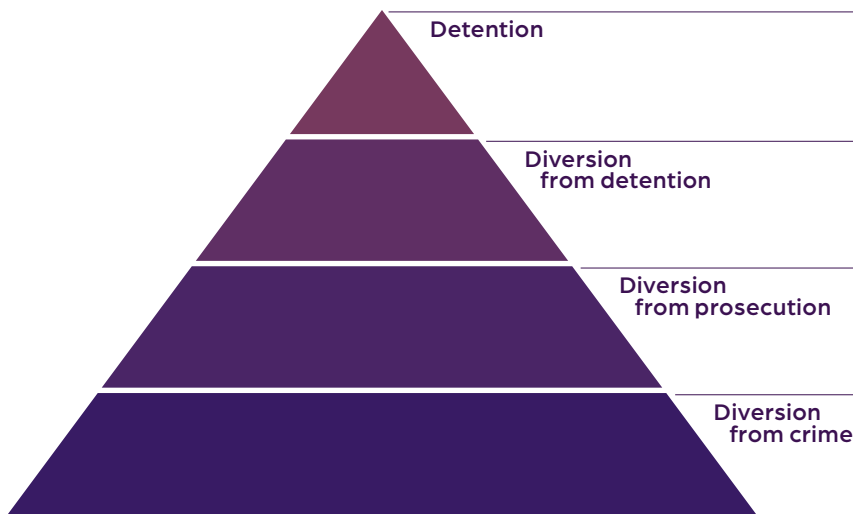 Detention
Diversion
from detention
Diversion
from prosecution
Diversion
from crime